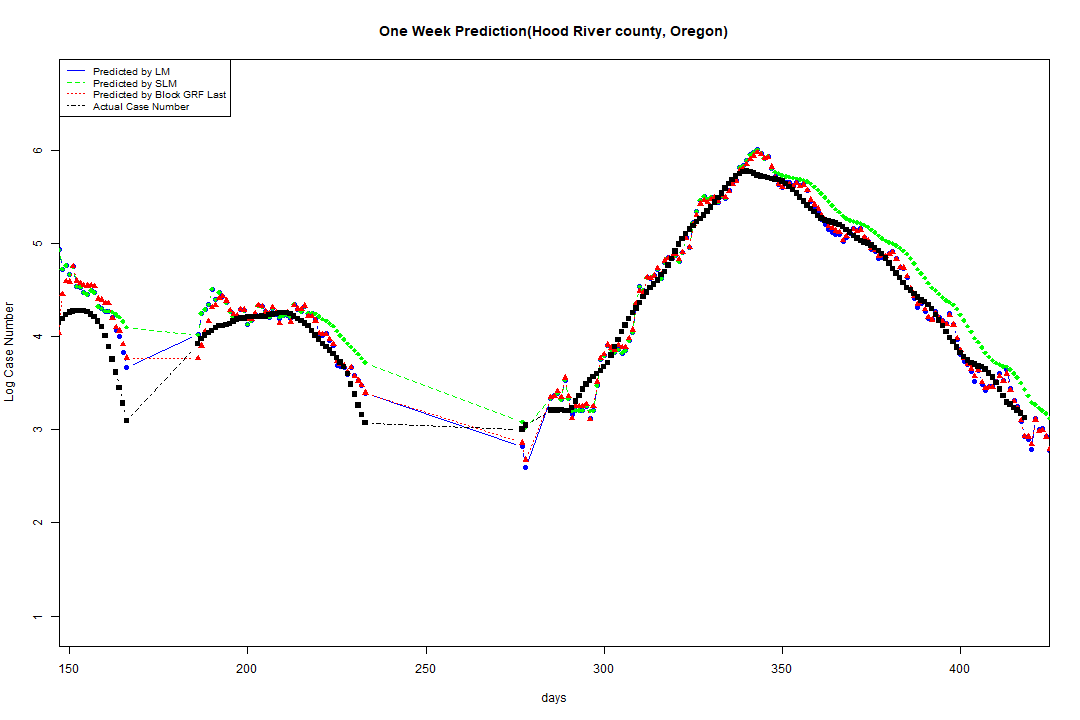 One Week Prediction(Hood River county, Oregon)
Predicted by LM
Predicted by SLM
Predicted by Block GRF Last
Actual Case Number
6
5
4
3
2
1
Log Case Number
150 200 250 300 350 400
days